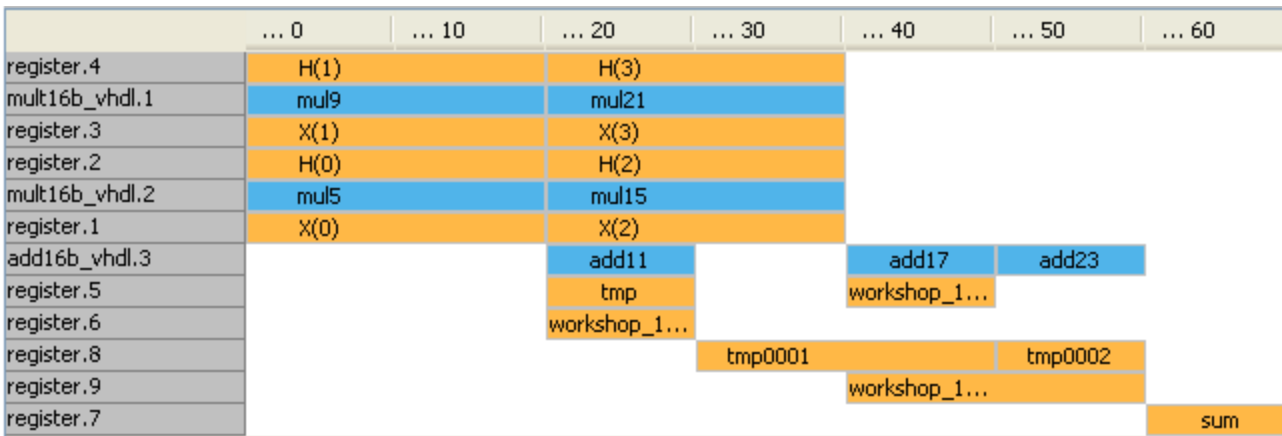 ... 0 ... 10 ... 20 ... 30 ... 40 ... 50 ... 60
register.4 H(1) H(3)
mult16b_vhdl.1 mul9 mul21
register.3 X(1) X(3)
register.2 H(0) H(2)
mult16b_vhdl.2 mul5 mul15
register.1 X(0) X(2)
add16b_vhdl.3 add11 add17 add23
register.5 tmp workshop_1...
register.6 workshop_1...
register.8 tmp0001 tmp0002
register.9 workshop_1...
register.7 sum